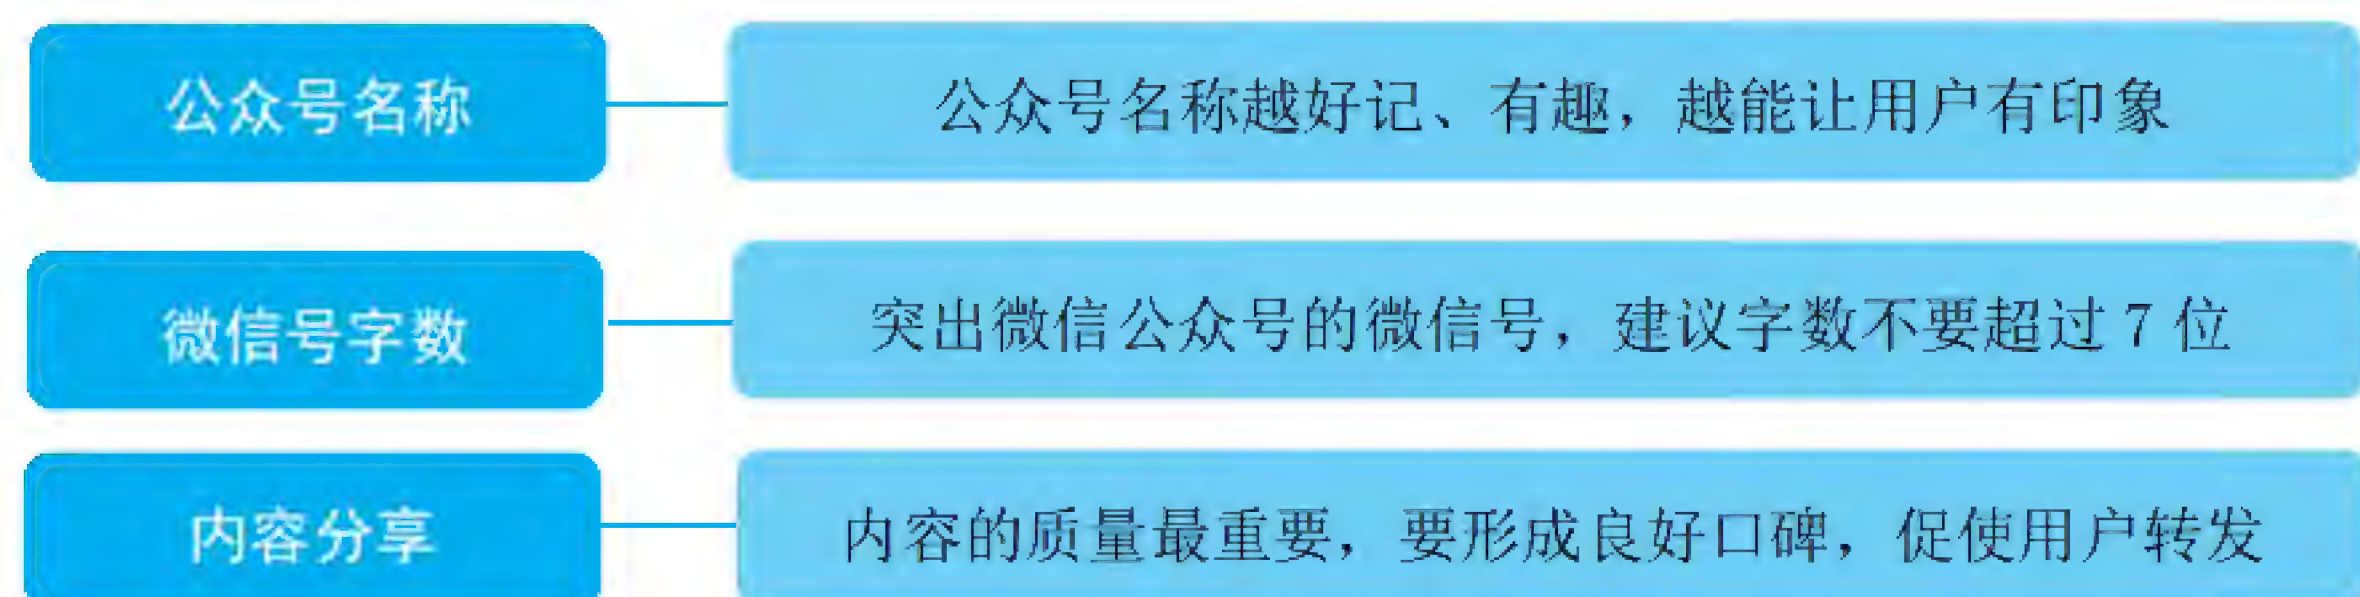 公众号名称
公众号名称越好记、有趣，越能让用户有印象
微信号字数
突出微信公众号的微信号，建议字数不要超过 7 位
内容分享
内容的质量最重要，要形成良好口碑，促使用户转发